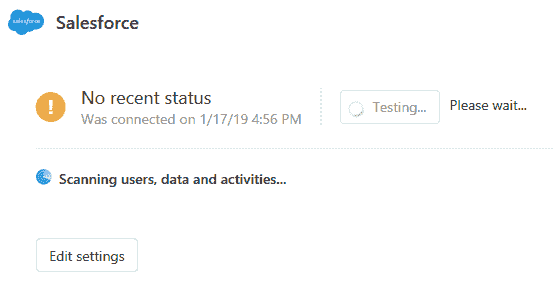 salesforce
Salesforce
No recent status
Was connected on 1/17/19 4:56 PM
Testing...
Please wait...
Scanning users, data and activities...
Edit settings